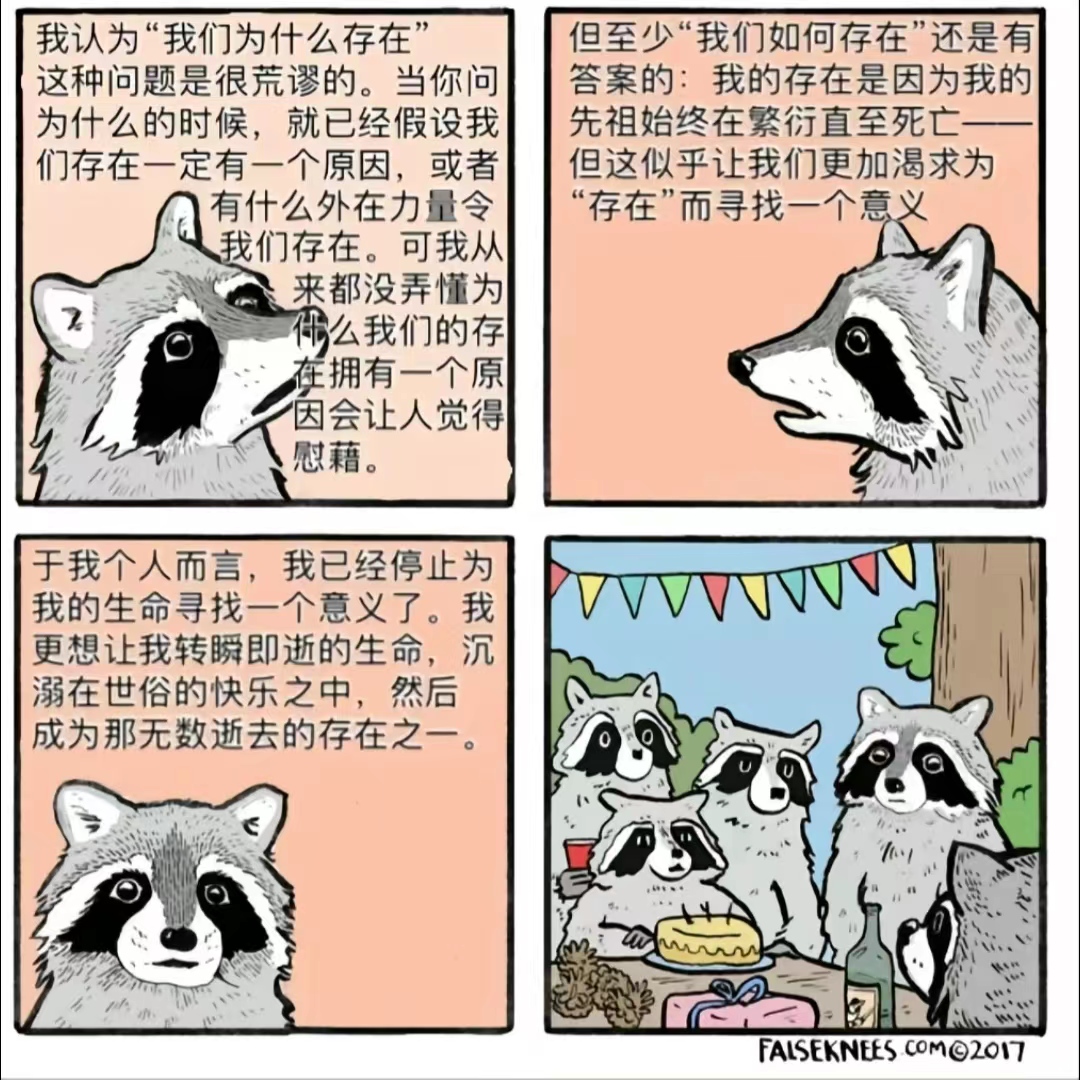 我认为“我们为什么存在”
这种问题是很荒谬的。当你问
为什么的时候，就已经假设我
们存在一定有一个原因，或者
有什么外在力量令
我们存在。可我从
来都没弄懂为
什么我们的存
在拥有一个原
因会让人觉得
慰藉。
但至少“我们如何存在”还是有
答案的：我的存在是因为我的
先祖始终在繁衍直至死亡——
但这似乎让我们更加渴求为
“存在”而寻找一个意义
于我个人而言，我已经停止为
我的生命寻找一个意义了。我
更想让我转瞬即逝的生命，沉
溺在世俗的快乐之中，然后
成为那无数逝去的存在之一。
FALSEKNEES.COM©2017